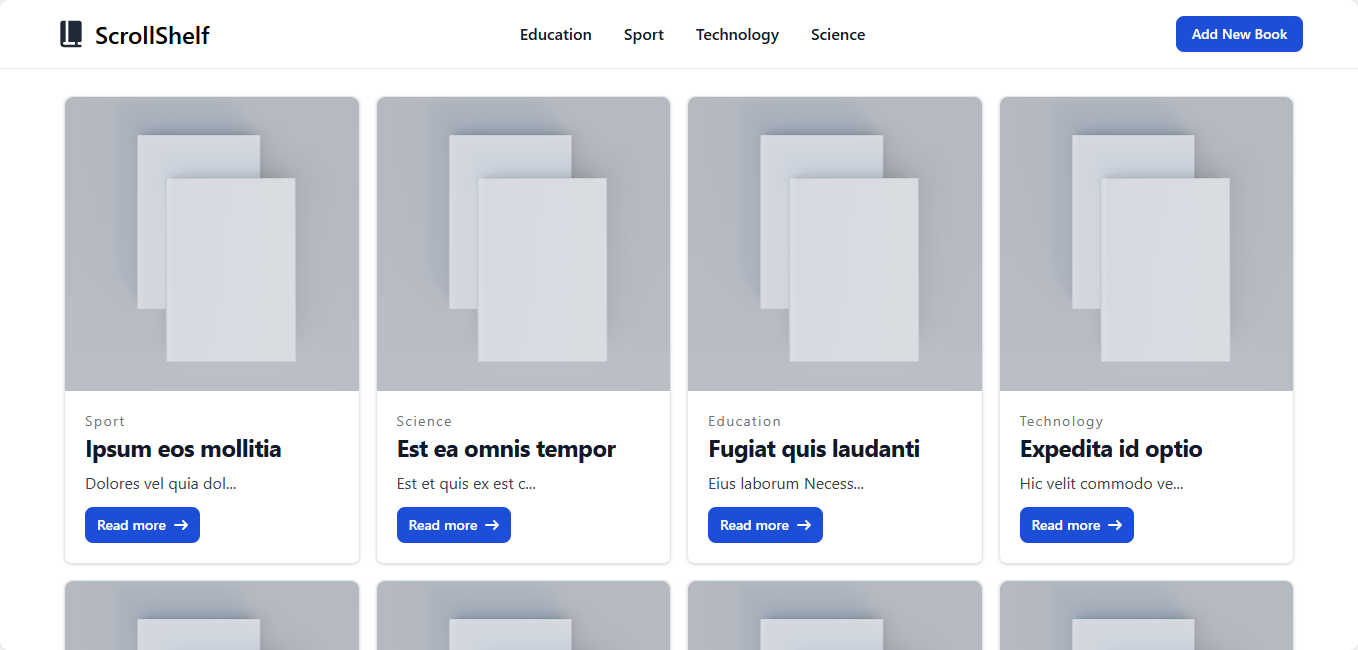 ScrollShelf
Education Sport Technology Science
Add New Book
Sport
Ipsum eos mollitia
Dolores vel quia dol...
Read more →
Science
Est ea omnis tempor
Est et quis ex est c...
Read more →
Education
Fugiat quis laudanti
Eius laborum Necess...
Read more →
Technology
Expedita id optio
Hic velit commodo ve...
Read more →